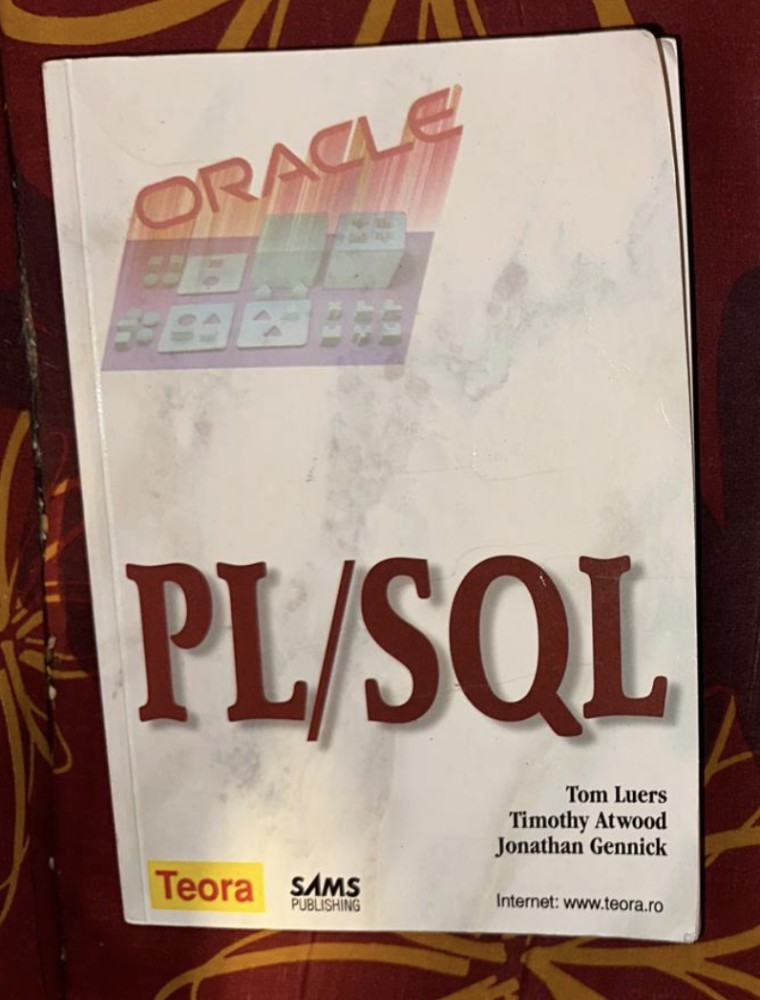 ORACLE
PL/SQL
Tom Luers
Timothy Atwood
Jonathan Gennick
Teora
SAMS
PUBLISHING
Internet: www.teora.ro